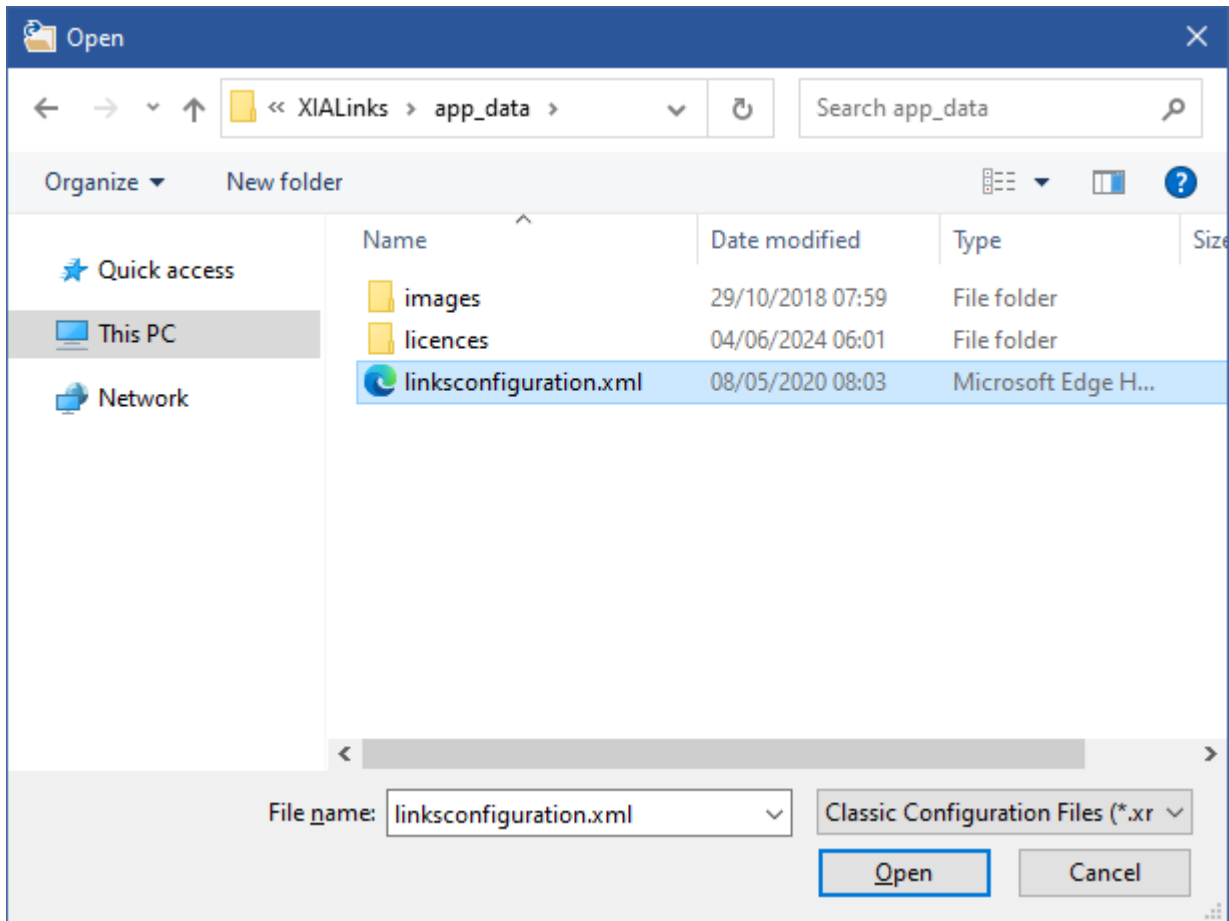 Open
« XIALinks › app_data ›
Search app_data
Organize
New folder
Name
Date modified
Type
Size
Quick access
This PC
Network
images 29/10/2018 07:59 File folder
licences 04/06/2024 06:01 File folder
linksconfiguration.xml 08/05/2020 08:03 Microsoft Edge H...
File name: linksconfiguration.xml
Classic Configuration Files (*.xr
Open
Cancel